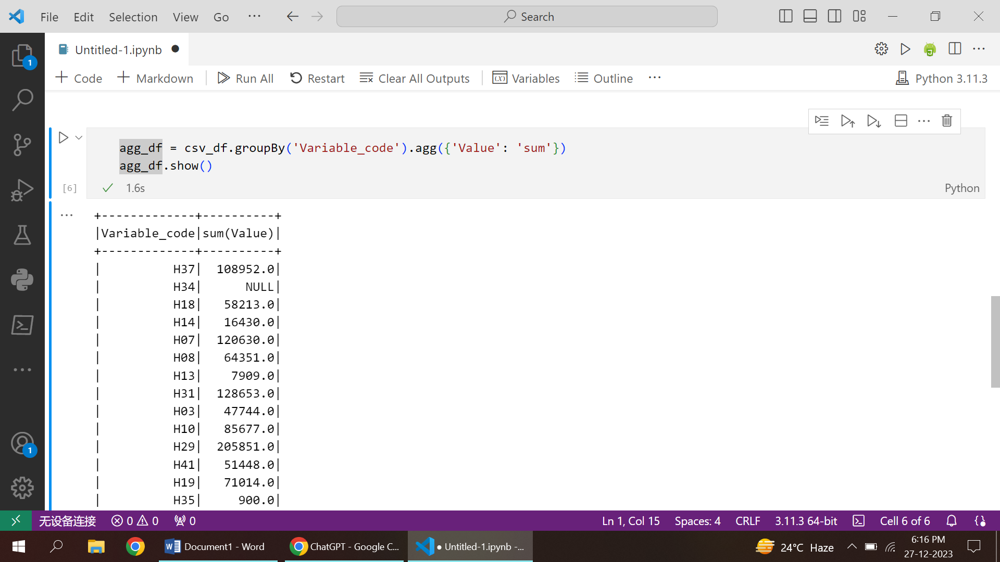 File Edit Selection View Go ··· Search
Untitled-1.ipynb
Code Markdown Run All Restart Clear All Outputs Variables Outline ··· Python 3.11.3
agg_df = csv_df.groupBy('Variable_code').agg({'Value': 'sum'})
agg_df.show()
[6] 1.6s Python
+-------------+----------+
|Variable_code|sum(Value)|
+-------------+----------+
|          H37|  108952.0|
|          H34|      NULL|
|          H18|   58213.0|
|          H14|   16430.0|
|          H07|  120630.0|
|          H08|   64351.0|
|          H13|    7909.0|
|          H31|  128653.0|
|          H03|   47744.0|
|          H10|   85677.0|
|          H29|  205851.0|
|          H41|   51448.0|
|          H19|   71014.0|
|          H35|     900.0|
1
1
无设备连接 0 0 0 Ln 1, Col 15 Spaces: 4 CRLF 3.11.3 64-bit Cell 6 of 6
Document1 - Word ChatGPT - Google C... ● Untitled-1.ipynb -... 24°C Haze 6:16 PM
27-12-2023